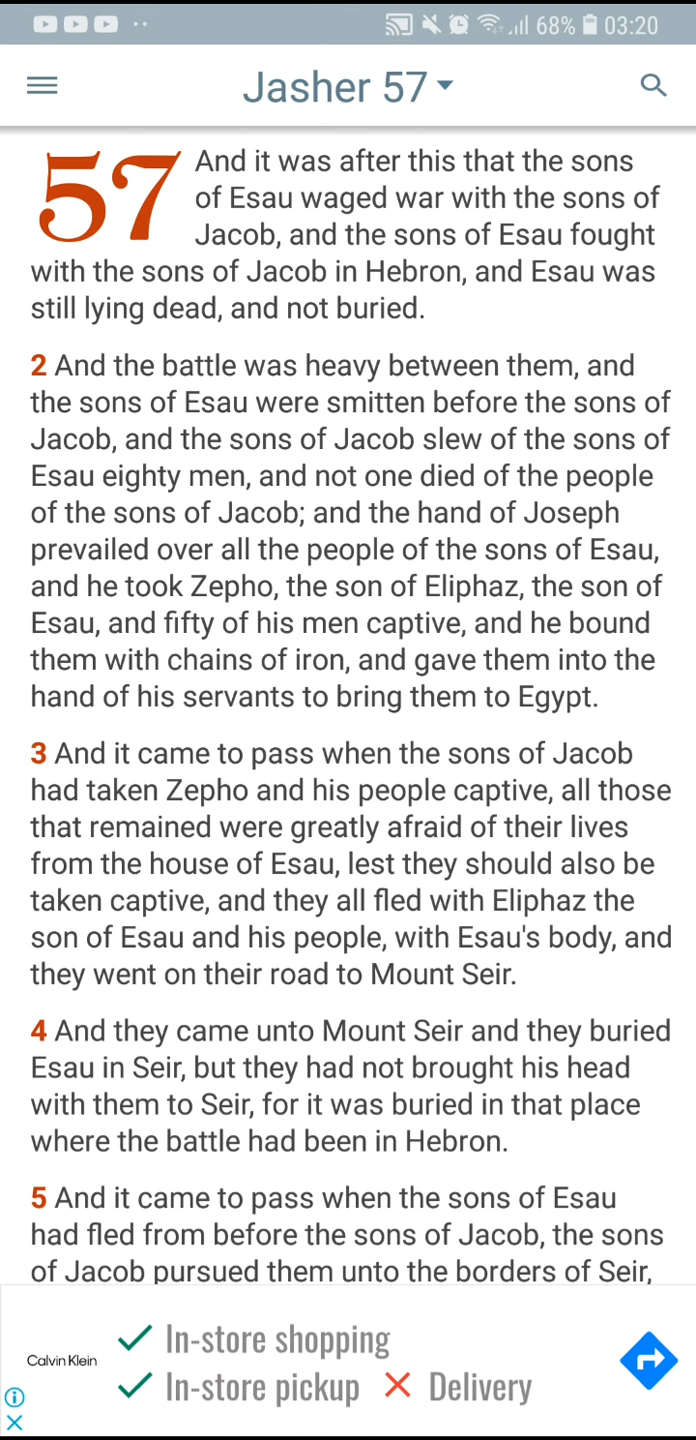 68% 03:20
Jasher 57
57 And it was after this that the sons
of Esau waged war with the sons of
Jacob, and the sons of Esau fought
with the sons of Jacob in Hebron, and Esau was
still lying dead, and not buried.
2 And the battle was heavy between them, and
the sons of Esau were smitten before the sons of
Jacob, and the sons of Jacob slew of the sons of
Esau eighty men, and not one died of the people
of the sons of Jacob; and the hand of Joseph
prevailed over all the people of the sons of Esau,
and he took Zepho, the son of Eliphaz, the son of
Esau, and fifty of his men captive, and he bound
them with chains of iron, and gave them into the
hand of his servants to bring them to Egypt.
3 And it came to pass when the sons of Jacob
had taken Zepho and his people captive, all those
that remained were greatly afraid of their lives
from the house of Esau, lest they should also be
taken captive, and they all fled with Eliphaz the
son of Esau and his people, with Esau's body, and
they went on their road to Mount Seir.
4 And they came unto Mount Seir and they buried
Esau in Seir, but they had not brought his head
with them to Seir, for it was buried in that place
where the battle had been in Hebron.
5 And it came to pass when the sons of Esau
had fled from before the sons of Jacob, the sons
of Jacob pursued them unto the borders of Seir,
In-store shopping
Calvin Klein
In-store pickup Delivery